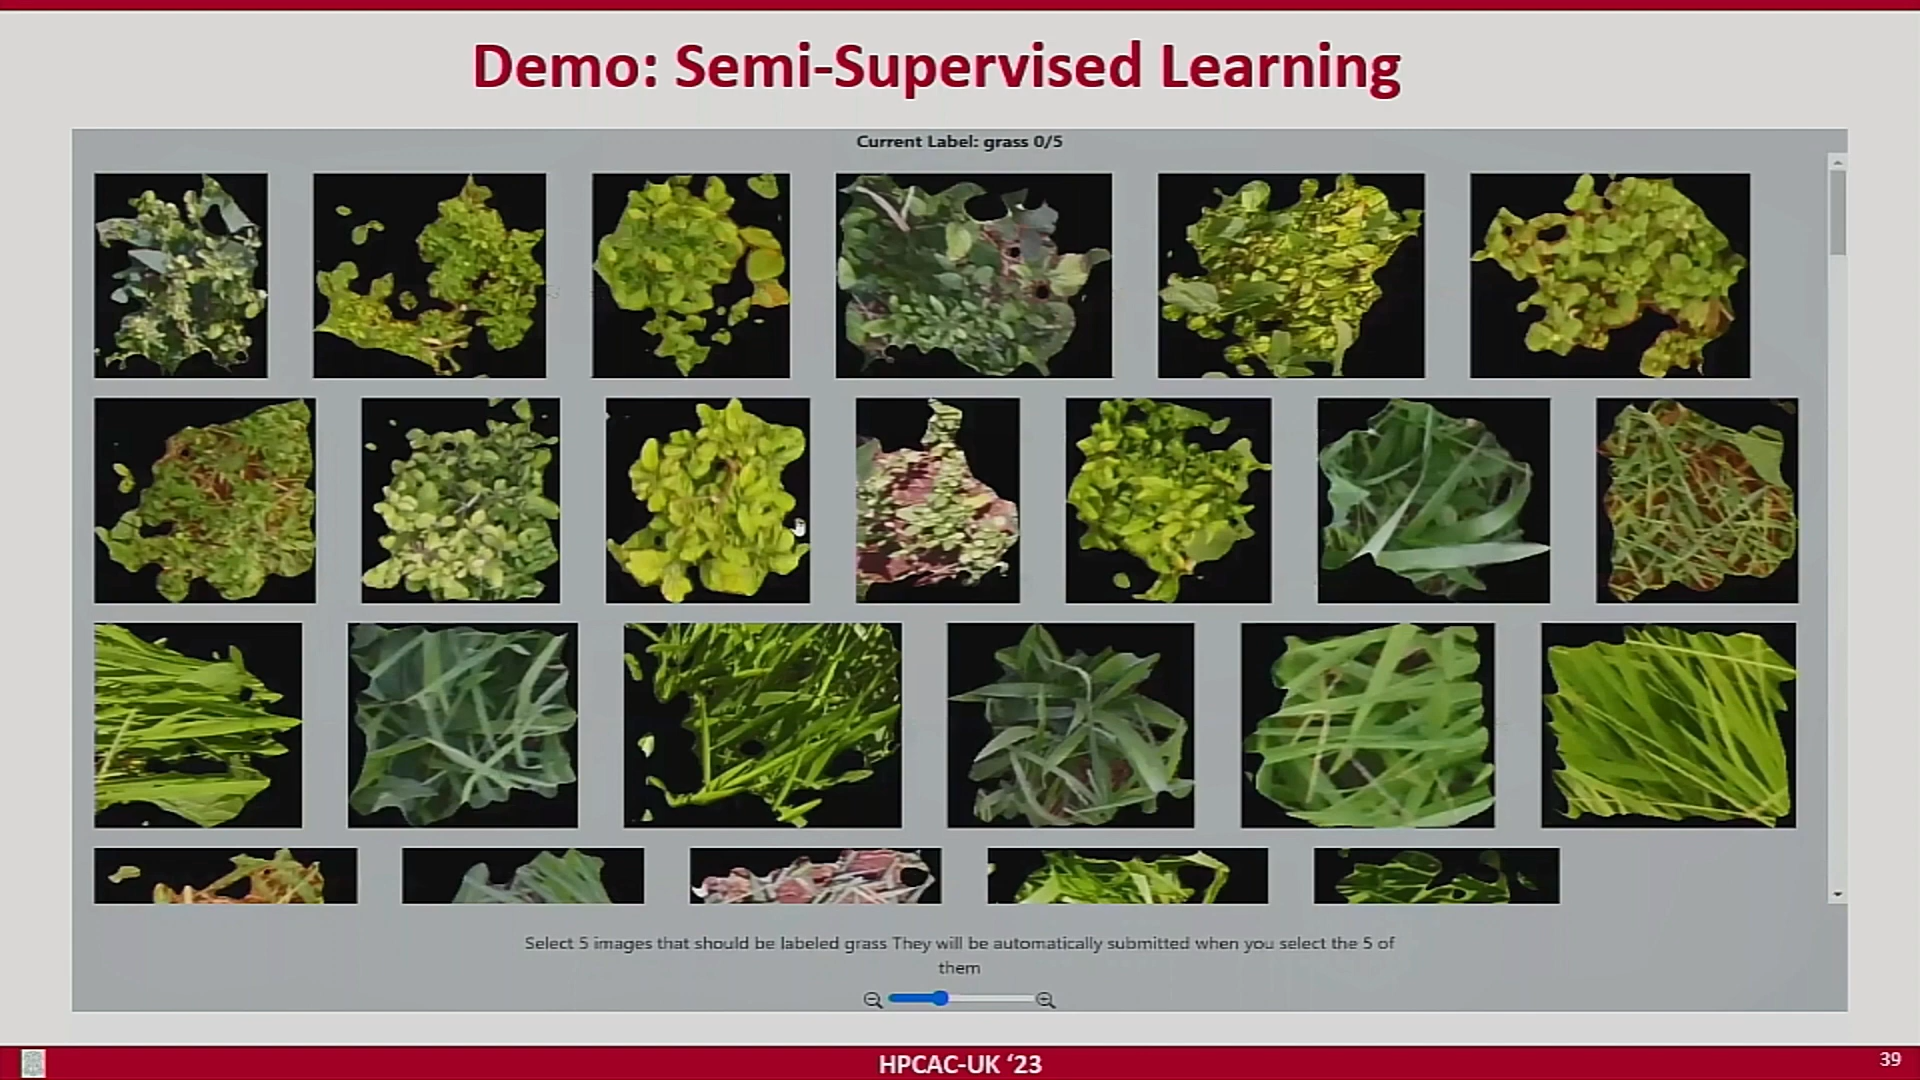 Demo: Semi-Supervised Learning
Current Label: grass 0/5
Select 5 images that should be labeled grass They will be automatically submitted when you select the 5 of
them
HPCAC-UK ‘23
39